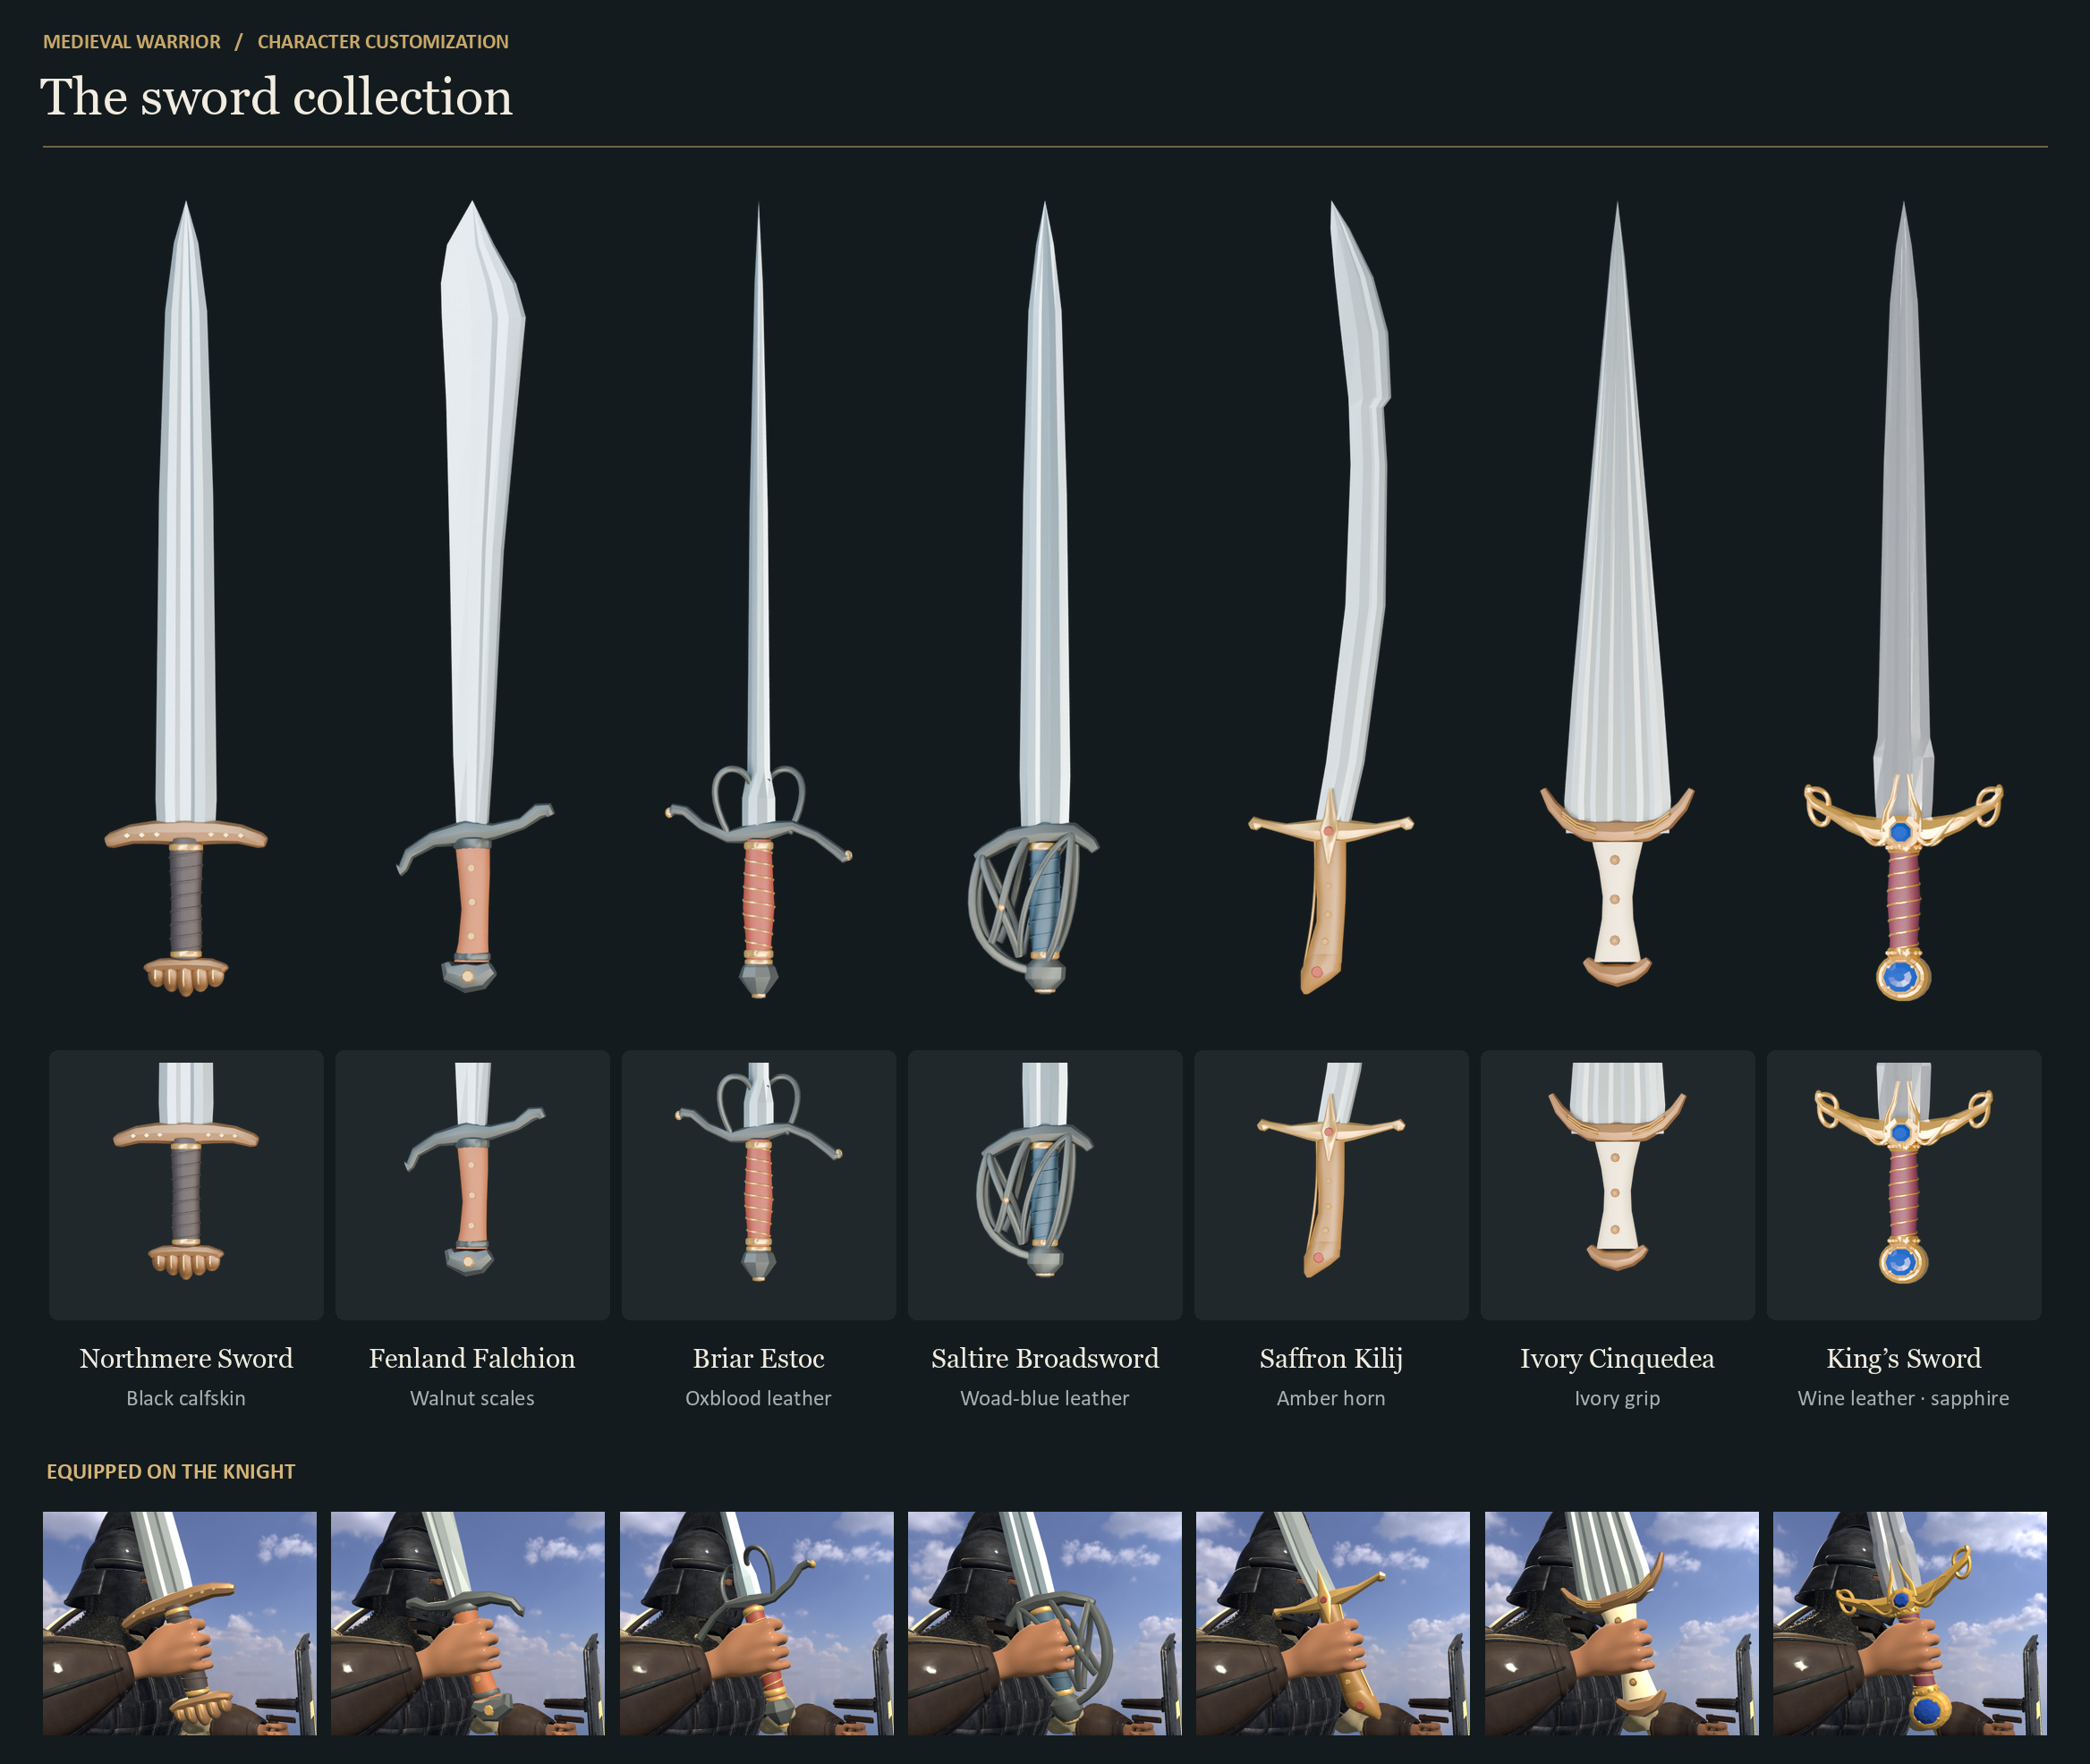 MEDIEVAL WARRIOR / CHARACTER CUSTOMIZATION
The sword collection
Northmere Sword
Black calfskin
Fenland Falchion
Walnut scales
Briar Estoc
Oxblood leather
Saltire Broadsword
Woad-blue leather
Saffron Kilij
Amber horn
Ivory Cinquedea
Ivory grip
King’s Sword
Wine leather · sapphire
EQUIPPED ON THE KNIGHT